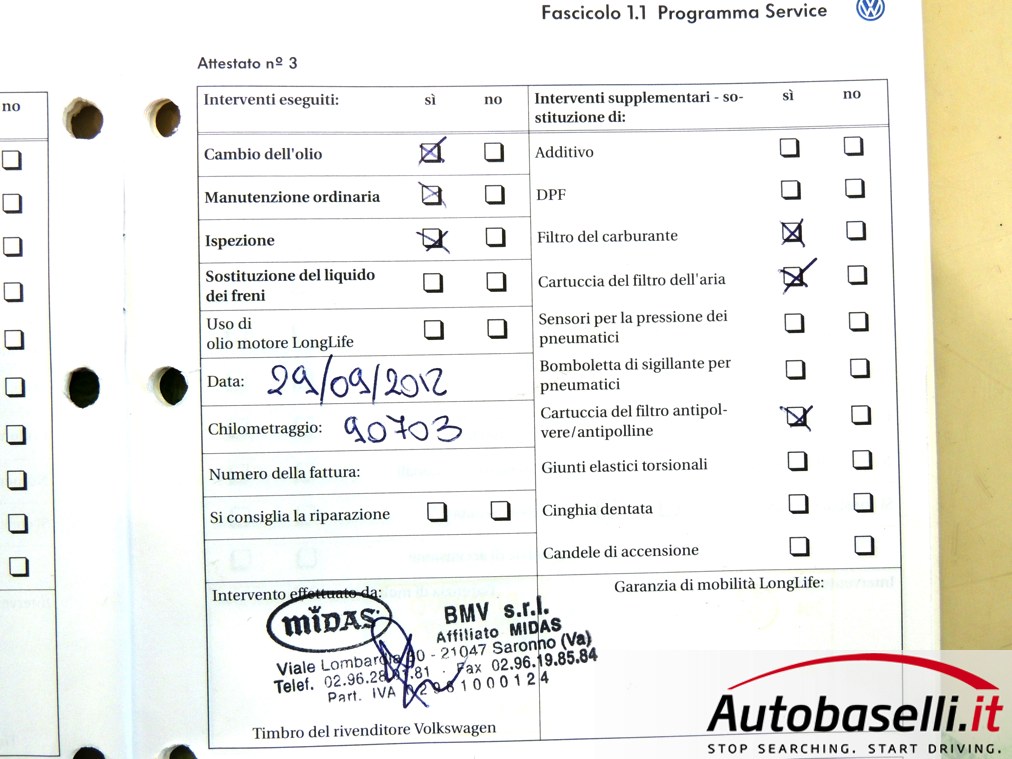 Fascicolo 1.1 Programma Service
Attestato nº 3
no
Interventi eseguiti: sì no
Cambio dell'olio
Manutenzione ordinaria
Ispezione
Sostituzione del liquido
dei freni
Uso di
olio motore LongLife
Data: 29/09/2012
Chilometraggio: 90703
Numero della fattura:
Si consiglia la riparazione
Interventi supplementari - so-
stituzione di: sì no
Additivo
DPF
Filtro del carburante
Cartuccia del filtro dell'aria
Sensori per la pressione dei
pneumatici
Bomboletta di sigillante per
pneumatici
Cartuccia del filtro antipol-
vere/antipolline
Giunti elastici torsionali
Cinghia dentata
Candele di accensione
Intervento effettuato da:
MIDAS
BMV s.r.l.
Affiliato MIDAS
Viale Lombardia - 21047 Saronno (Va)
Telef. 02.96.28 .81 - Fax 02.96.19.85.84
Part. IVA
Timbro del rivenditore Volkswagen
Garanzia di mobilità LongLife:
Autobaselli.it
STOP SEARCHING. START DRIVING.